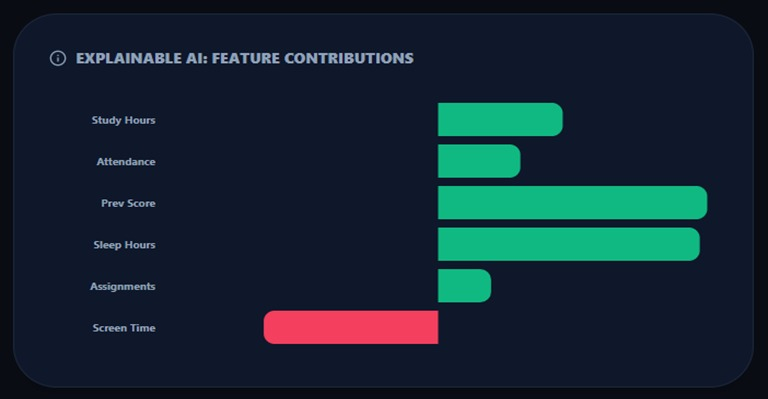 EXPLAINABLE AI: FEATURE CONTRIBUTIONS
Study Hours
Attendance
Prev Score
Sleep Hours
Assignments
Screen Time